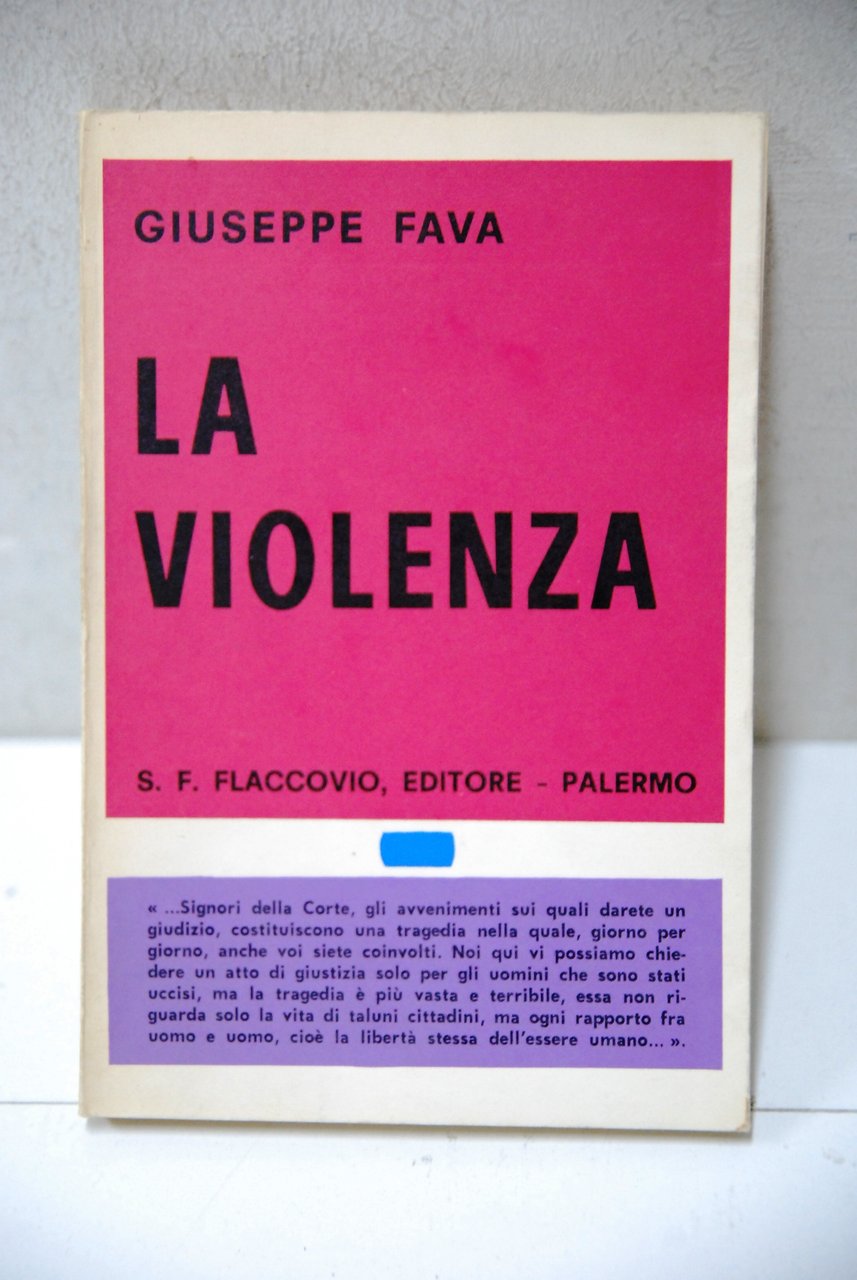 GIUSEPPE FAVA
LA
VIOLENZA
S. F. FLACCOVIO, EDITORE - PALERMO
« ...Signori della Corte, gli avvenimenti sui quali darete un
giudizio, costituiscono una tragedia nella quale, giorno per
giorno, anche voi siete coinvolti. Noi qui vi possiamo chie-
dere un atto di giustizia solo per gli uomini che sono stati
uccisi, ma la tragedia è più vasta e terribile, essa non ri-
guarda solo la vita di taluni cittadini, ma ogni rapporto fra
uomo e uomo, cioè la libertà stessa dell'essere umano... ».